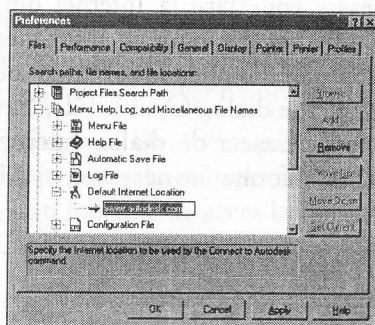 Preferences
Files Performance Compatibility General Display Pointer Printer Profiles
Search paths, file names, and file locations:
Project Files Search Path
Menu, Help, Log, and Miscellaneous File Names
Menu File
Help File
Automatic Save File
Log File
Default Internet Location
www.autodesk.com
Configuration File
Browse...
Add...
Remove
Move Up
Move Down
Set Current
Specify the Internet location to be used by the Connect to Autodesk
command.
OK Cancel Apply Help